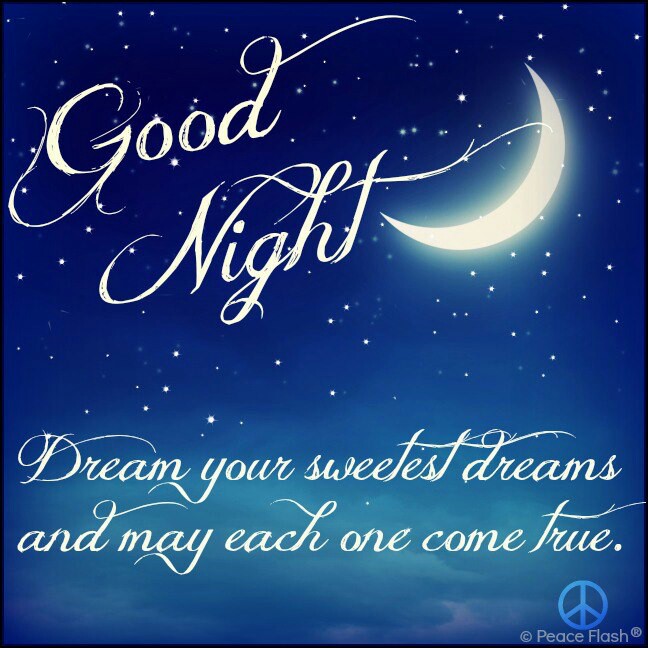 Good
Night
Dream your sweetest dreams
and may each one come true.
© Peace Flash®